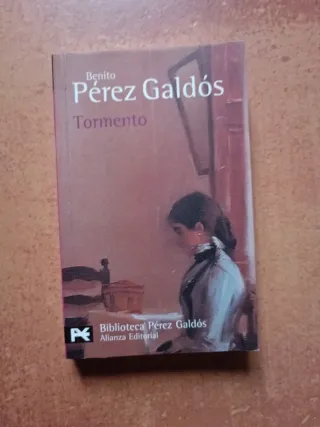 Benito
Pérez Galdós
Tormento
Biblioteca Pérez Galdós
Alianza Editorial